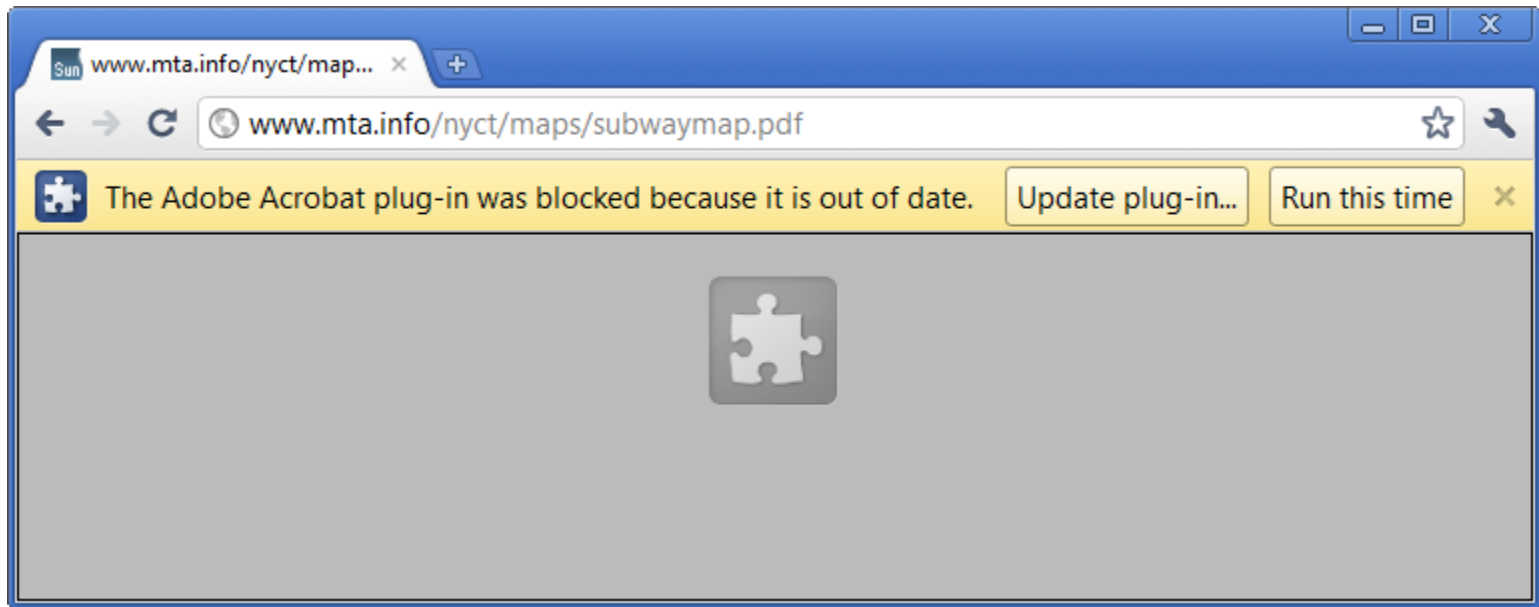 Sun www.mta.info/nyct/map...
www.mta.info/nyct/maps/subwaymap.pdf
The Adobe Acrobat plug-in was blocked because it is out of date. Update plug-in... Run this time